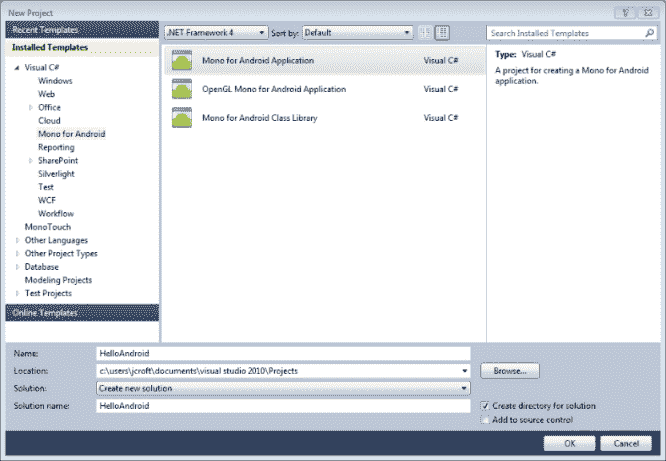 New Project
Recent Templates
.NET Framework 4
Sort by:
Default
Search Installed Templates
Installed Templates
Visual C#
Windows
Web
Office
Cloud
Mono for Android
Reporting
SharePoint
Silverlight
Test
WCF
Workflow
MonoTouch
Other Languages
Other Project Types
Database
Modeling Projects
Test Projects
Online Templates
Mono for Android Application Visual C#
OpenGL Mono for Android Application Visual C#
Mono for Android Class Library Visual C#
Type: Visual C#
A project for creating a Mono for Android
application.
Name: HelloAndroid
Location: c:\users\jcroft\documents\visual studio 2010\Projects
Browse...
Solution: Create new solution
Solution name: HelloAndroid
Create directory for solution
Add to source control
OK
Cancel